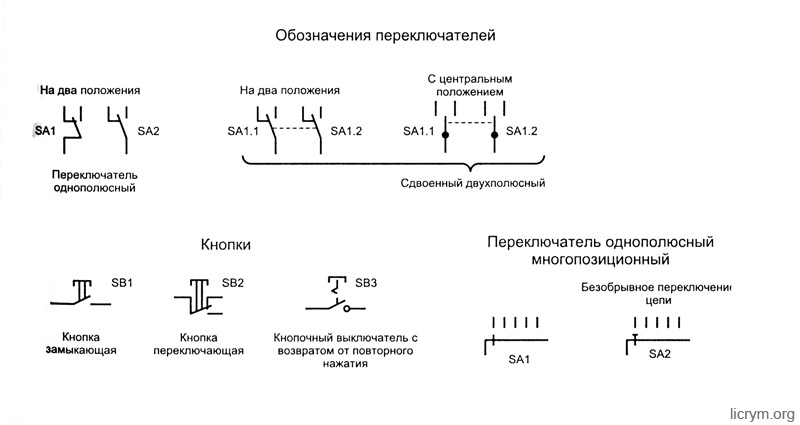 Обозначения переключателей
На два положения
SA1
SA2
Переключатель
однополюсный
На два положения
SA1.1
SA1.2
С центральным
положением
SA1.1
SA1.2
Сдвоенный двухполюсный
Кнопки
SB1
Кнопка
замыкающая
SB2
Кнопка
переключающая
SB3
Кнопочный выключатель с
возвратом от повторного
нажатия
Переключатель однополюсный
многопозиционный
SA1
Безобрывное переключение
цепи
SA2
licrym.org